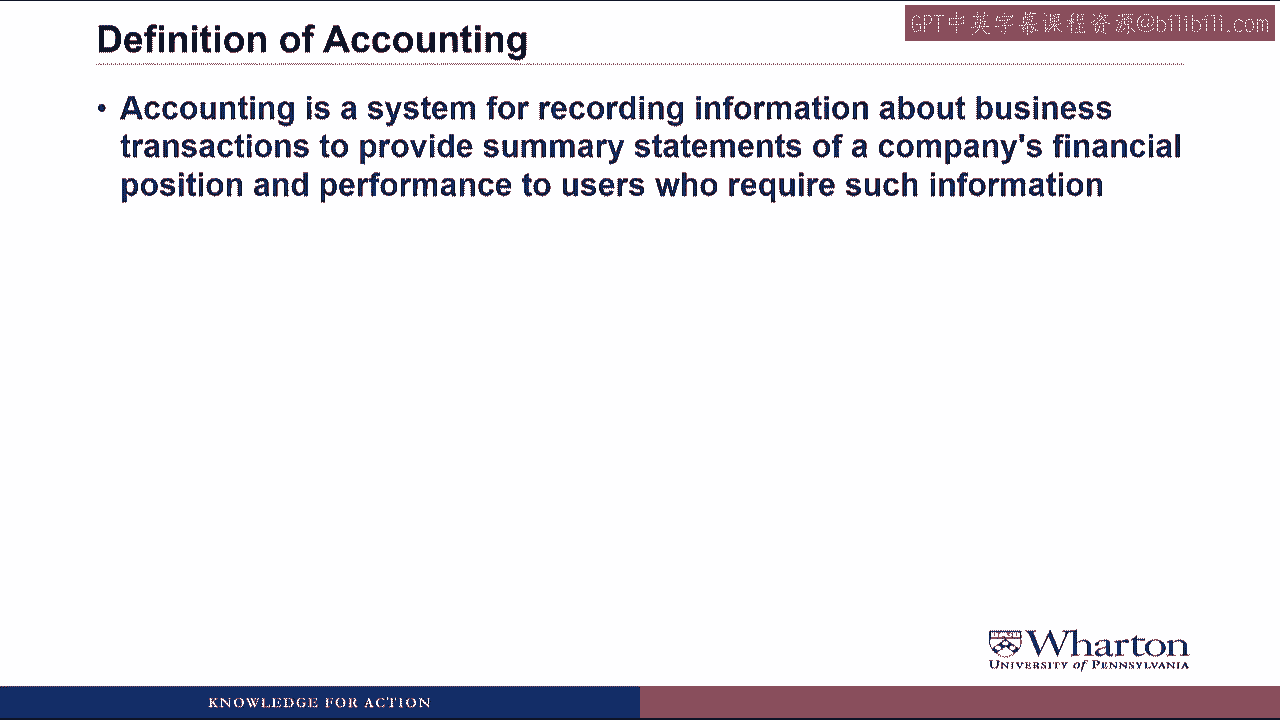 Definition of Accounting
GPT中英字幕课程资源@bilibili.com
• Accounting is a system for recording information about business
transactions to provide summary statements of a company's financial
position and performance to users who require such information
Wharton
UNIVERSITY of PENNSYLVANIA
KNOWLEDGE FOR ACTION